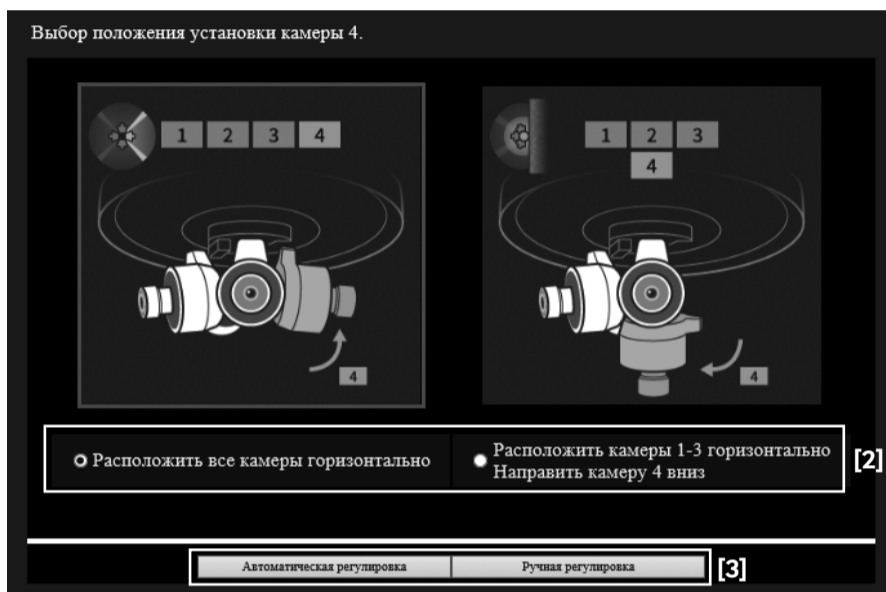 Выбор положения установки камеры 4.
1 2 3 4
1 2 3
4
4
4
Расположить все камеры горизонтально
Расположить камеры 1-3 горизонтально
Направить камеру 4 вниз
[2]
Автоматическая регулировка
Ручная регулировка
[3]